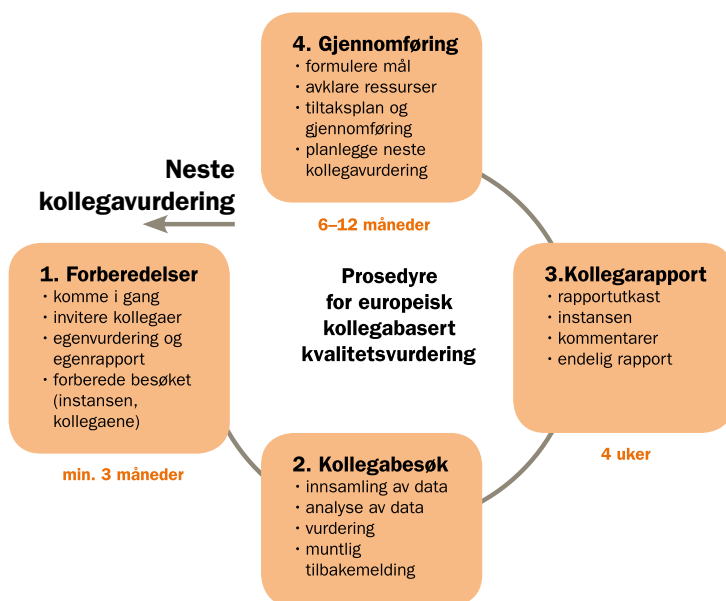 4. Gjennomføring
· formulere mål
· avklare ressurser
· tiltaksplan og
gjennomføring
· planlegge neste
kollegavurdering
6–12 måneder
Neste
kollegavurdering
1. Forberedelser
· komme i gang
· invitere kollegaer
· egenvurdering og
egenrapport
· forberede besøket
(instansen,
kollegaene)
min. 3 måneder
Prosedyre
for europeisk
kollegabasert
kvalitetsvurdering
3.Kollegarapport
· rapportutkast
· instansen
· kommentarer
· endelig rapport
4 uker
2. Kollegabesøk
· innsamling av data
· analyse av data
· vurdering
· muntlig
tilbakemelding